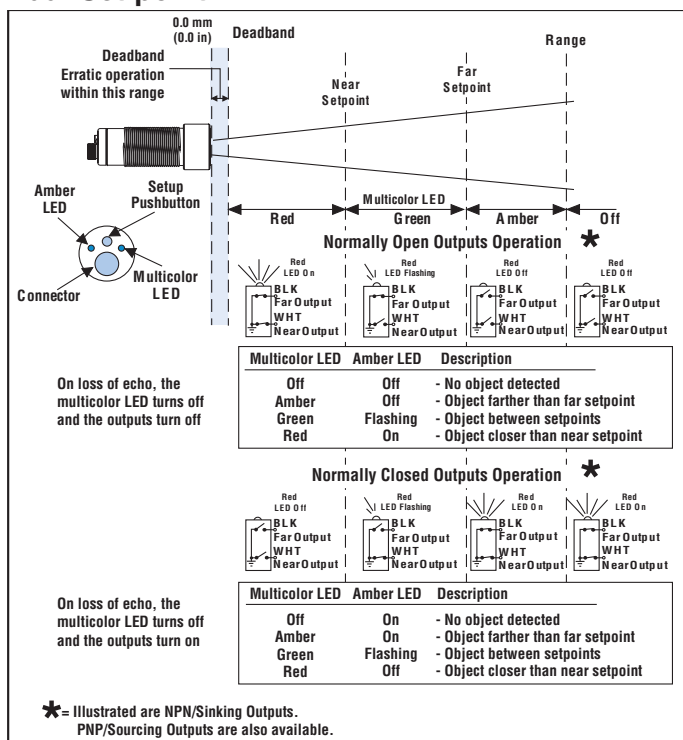 0.0 mm
(0.0 in)
Deadband
Deadband
Erratic operation
within this range
Near
Setpoint
Far
Setpoint
Range
Amber
LED
Setup
Pushbutton
Connector
Multicolor
LED
Multicolor LED
Red
Green
Amber
Off
Normally Open Outputs Operation *
Red
LED On
BLK
Far Output
WHT
Near Output
Red
LED Flashing
BLK
Far Output
WHT
Near Output
Red
LED Off
BLK
Far Output
WHT
Near Output
Red
LED Off
BLK
Far Output
WHT
Near Output
On loss of echo, the
multicolor LED turns off
and the outputs turn off
Multicolor LED Amber LED Description
Off Off - No object detected
Amber Off - Object farther than far setpoint
Green Flashing - Object between setpoints
Red On - Object closer than near setpoint
Normally Closed Outputs Operation *
Red
LED Off
BLK
Far Output
WHT
Near Output
Red
LED Flashing
BLK
Far Output
WHT
Near Output
Red
LED On
BLK
Far Output
WHT
Near Output
Red
LED On
BLK
Far Output
WHT
Near Output
On loss of echo, the
multicolor LED turns off
and the outputs turn on
Multicolor LED Amber LED Description
Off On - No object detected
Amber On - Object farther than far setpoint
Green Flashing - Object between setpoints
Red Off - Object closer than near setpoint
* = Illustrated are NPN/Sinking Outputs.
PNP/Sourcing Outputs are also available.